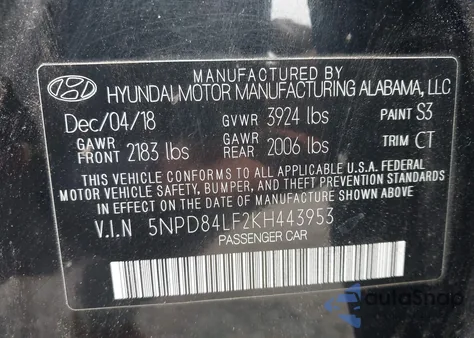 MANUFACTURED BY
HYUNDAI MOTOR MANUFACTURING ALABAMA, LLC
Dec/04/18 GVWR 3924 lbs PAINT S3
GAWR FRONT 2183 lbs GAWR REAR 2006 lbs TRIM CT
THIS VEHICLE CONFORMS TO ALL APPLICABLE U.S.A. FEDERAL
MOTOR VEHICLE SAFETY, BUMPER, AND THEFT PREVENTION STANDARDS
IN EFFECT ON THE DATE OF MANUFACTURE SHOWN ABOVE.
V.I.N 5NPD84LF2KH443953
PASSENGER CAR
autosnap